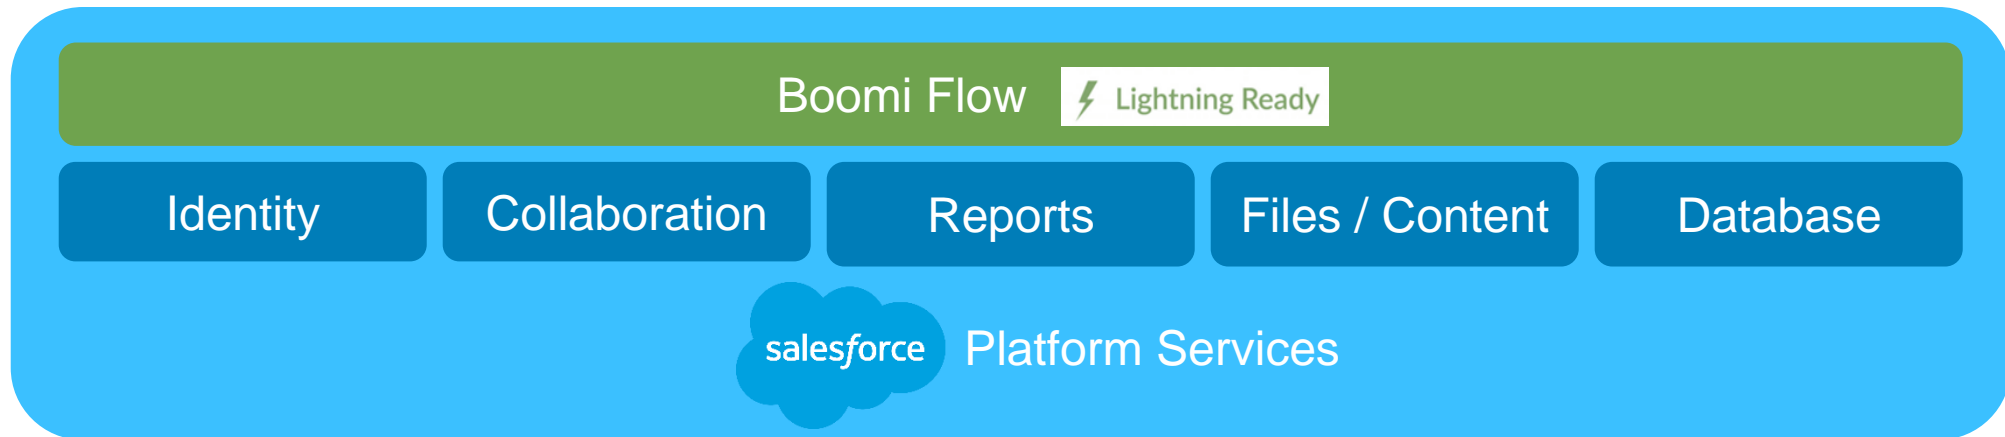 Boomi Flow Lightning Ready
Identity Collaboration Reports Files / Content Database
salesforce Platform Services